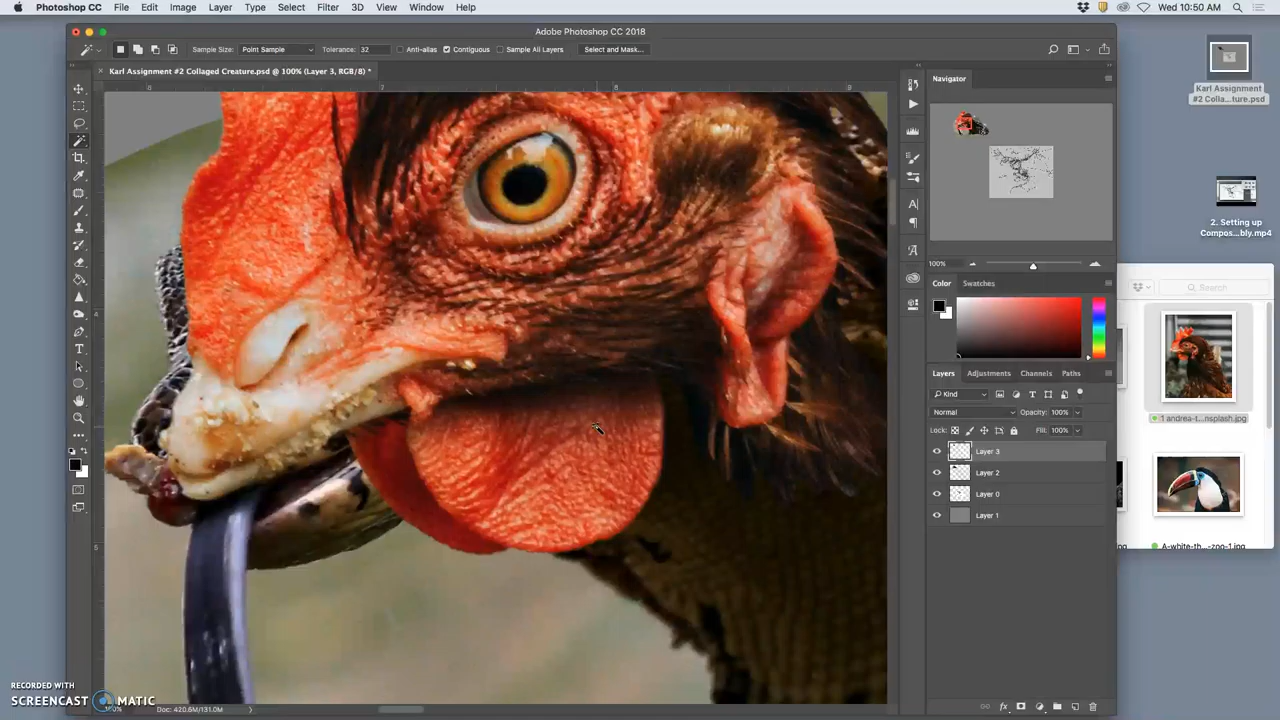 Photoshop CC File Edit Image Layer Type Select Filter 3D View Window Help Wed 10:50 AM
Adobe Photoshop CC 2018
Sample Size: Point Sample Tolerance: 32 Anti-alias Contiguous Sample All Layers Select and Mask...
Karl Assignment #2 Collaged Creature.psd @ 100% (Layer 3, RGB/8) *
6 7 8 9
4
5
Navigator
100%
Color Swatches
Layers Adjustments Channels Paths
Kind
Normal Opacity: 100%
Lock: Fill: 100%
Layer 3
Layer 2
Layer 0
Layer 1
Karl Assignment
#2 Colla...ture.psd
2. Setting up
Compos...bly.mp4
Search
1 andrea-t...nsplash.jpg
A-white-th...-zoo-1.jpg
Doc: 420.6M/131.0M
RECORDED WITH
SCREENCAST MATIC